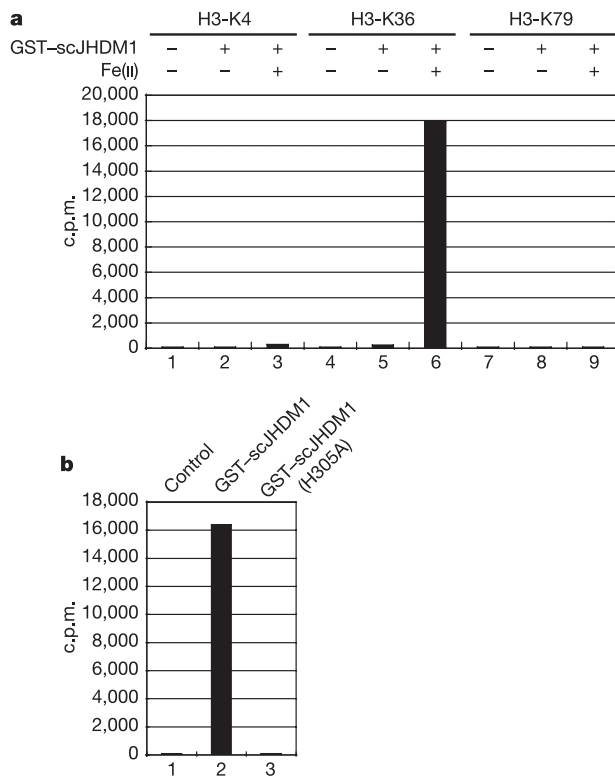 a
H3-K4 H3-K36 H3-K79
GST–scJHDM1 – + + – + + – + +
Fe(II) – – + – – + – – +
20,000
18,000
16,000
14,000
12,000
10,000
8,000
6,000
4,000
2,000
0
c.p.m.
1 2 3 4 5 6 7 8 9
b
Control
GST–scJHDM1
GST–scJHDM1
(H305A)
18,000
16,000
14,000
12,000
10,000
8,000
6,000
4,000
2,000
0
c.p.m.
1 2 3